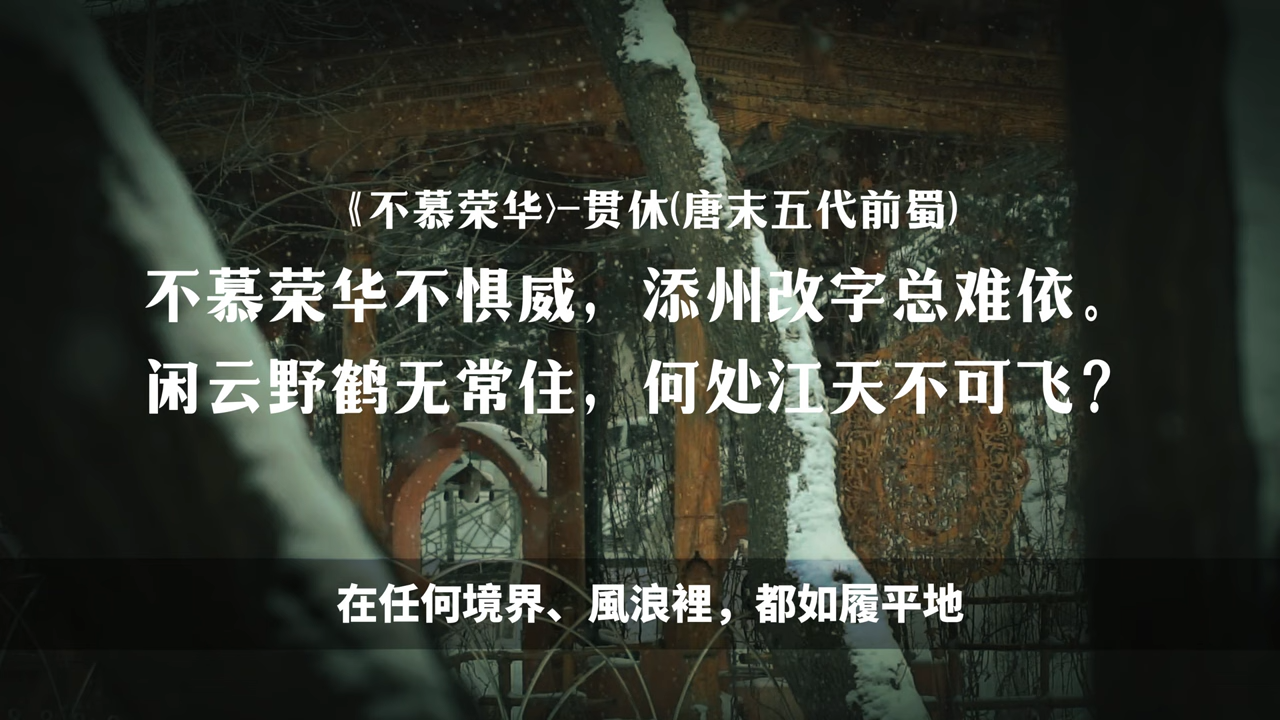 《不慕荣华》-贯休(唐末五代前蜀)
不慕荣华不惧威，添州改字总难依。
闲云野鹤无常住，何处江天不可飞？
在任何境界、風浪裡，都如履平地